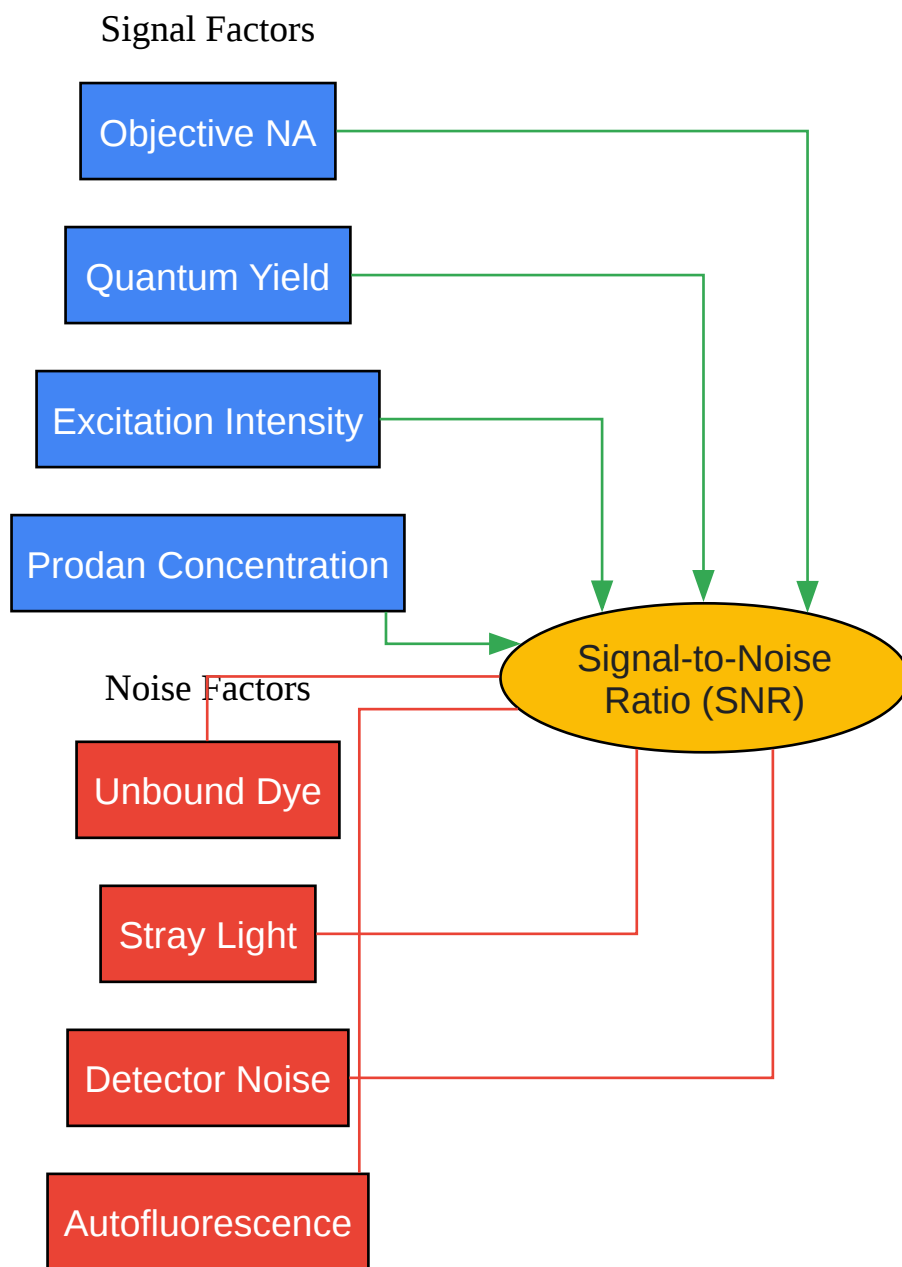 Signal Factors
Objective NA
Quantum Yield
Excitation Intensity
Prodan Concentration
Signal-to-Noise
Ratio (SNR)
Noise Factors
Unbound Dye
Stray Light
Detector Noise
Autofluorescence